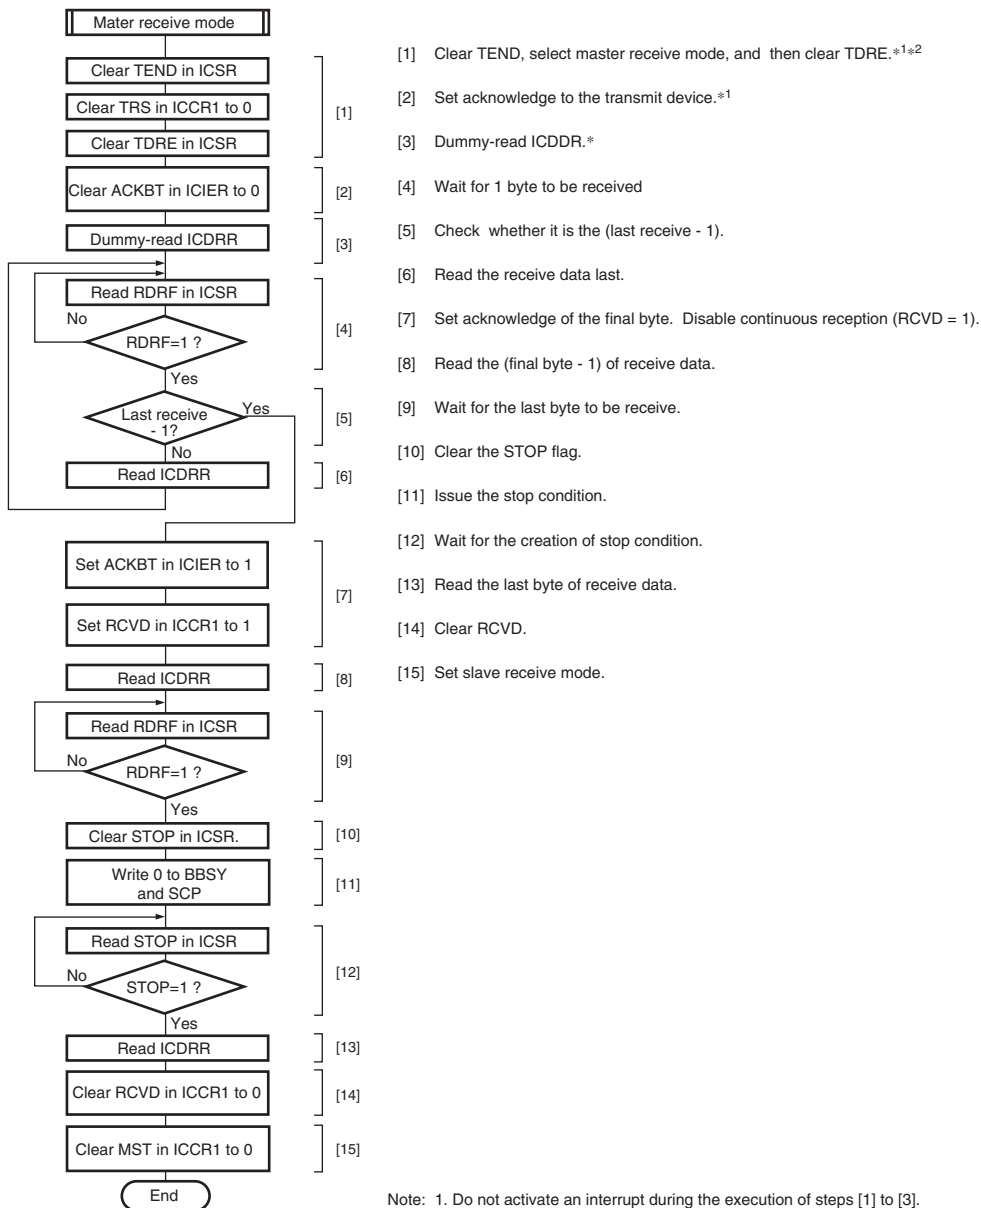 Mater receive mode
Clear TEND in ICSR
Clear TRS in ICCR1 to 0
[1]
Clear TDRE in ICSR
Clear ACKBT in ICIER to 0
[2]
Dummy-read ICDRR
[3]
Read RDRF in ICSR
No
[4]
RDRF=1 ?
Yes
Last receive
- 1?
Yes
[5]
No
Read ICDRR
[6]
Set ACKBT in ICIER to 1
[7]
Set RCVD in ICCR1 to 1
Read ICDRR
[8]
Read RDRF in ICSR
No
[9]
RDRF=1 ?
Yes
Clear STOP in ICSR.
[10]
Write 0 to BBSY
and SCP
[11]
Read STOP in ICSR
No
[12]
STOP=1 ?
Yes
Read ICDRR
[13]
Clear RCVD in ICCR1 to 0
[14]
Clear MST in ICCR1 to 0
[15]
End
[1] Clear TEND, select master receive mode, and then clear TDRE.*1*2
[2] Set acknowledge to the transmit device.*1
[3] Dummy-read ICDDR.*
[4] Wait for 1 byte to be received
[5] Check whether it is the (last receive - 1).
[6] Read the receive data last.
[7] Set acknowledge of the final byte. Disable continuous reception (RCVD = 1).
[8] Read the (final byte - 1) of receive data.
[9] Wait for the last byte to be receive.
[10] Clear the STOP flag.
[11] Issue the stop condition.
[12] Wait for the creation of stop condition.
[13] Read the last byte of receive data.
[14] Clear RCVD.
[15] Set slave receive mode.
Note: 1. Do not activate an interrupt during the execution of steps [1] to [3].